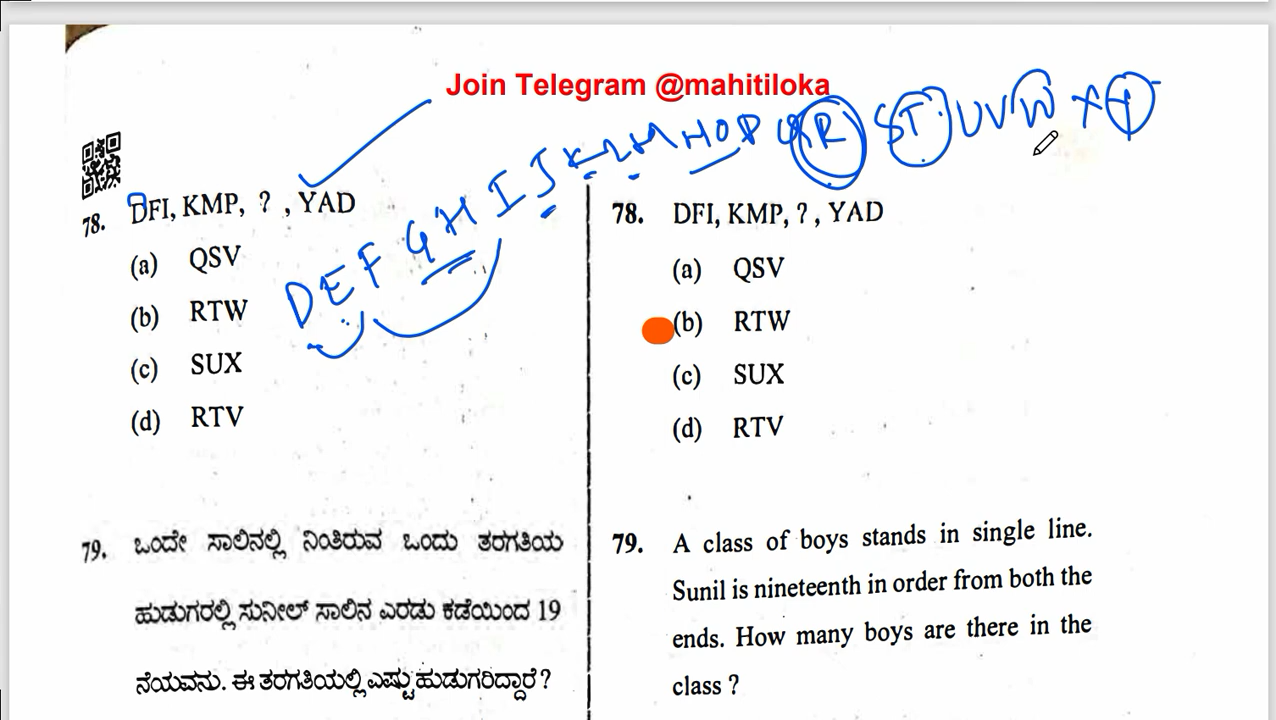 Join Telegram @mahitiloka
D E F G H I J K L M N O P Q R S T U V W X Y
78. DFI, KMP, ? , YAD
(a) QSV
(b) RTW
(c) SUX
(d) RTV
79. ಒಂದೇ ಸಾಲಿನಲ್ಲಿ ನಿಂತಿರುವ ಒಂದು ತರಗತಿಯ
ಹುಡುಗರಲ್ಲಿ ಸುನೀಲ್ ಸಾಲಿನ ಎರಡು ಕಡೆಯಿಂದ 19
ನೆಯವನು. ಈ ತರಗತಿಯಲ್ಲಿ ಎಷ್ಟು ಹುಡುಗರಿದ್ದಾರೆ ?
78. DFI, KMP, ? , YAD
(a) QSV
(b) RTW
(c) SUX
(d) RTV
79. A class of boys stands in single line.
Sunil is nineteenth in order from both the
ends. How many boys are there in the
class ?